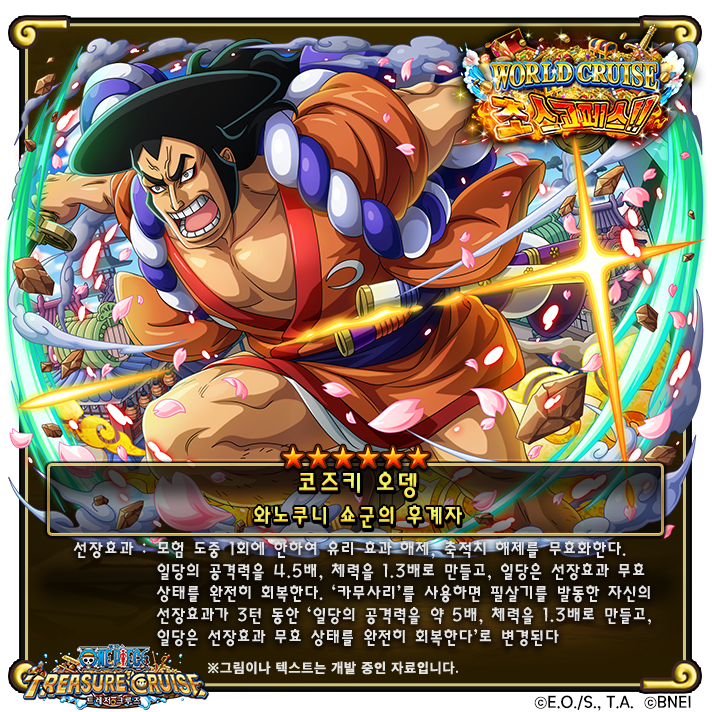 WORLD CRUISE
초 스고페스!!
코즈키 오뎅
와노쿠니 쇼군의 후계자
선장효과 : 모험 도중 1회에 한하여 유리 효과 해제, 축적치 해제를 무효화한다.
일당의 공격력을 4.5배, 체력을 1.3배로 만들고, 일당은 선장효과 무효
상태를 완전히 회복한다. ‘카무사리’를 사용하면 필살기를 발동한 자신의
선장효과가 3턴 동안 ‘일당의 공격력을 약 5배, 체력을 1.3배로 만들고,
일당은 선장효과 무효 상태를 완전히 회복한다’로 변경된다
※그림이나 텍스트는 개발 중인 자료입니다.
ONE PIECE
TREASURE CRUISE
트레저 크루즈
©E.O./S., T.A. ©BNEI